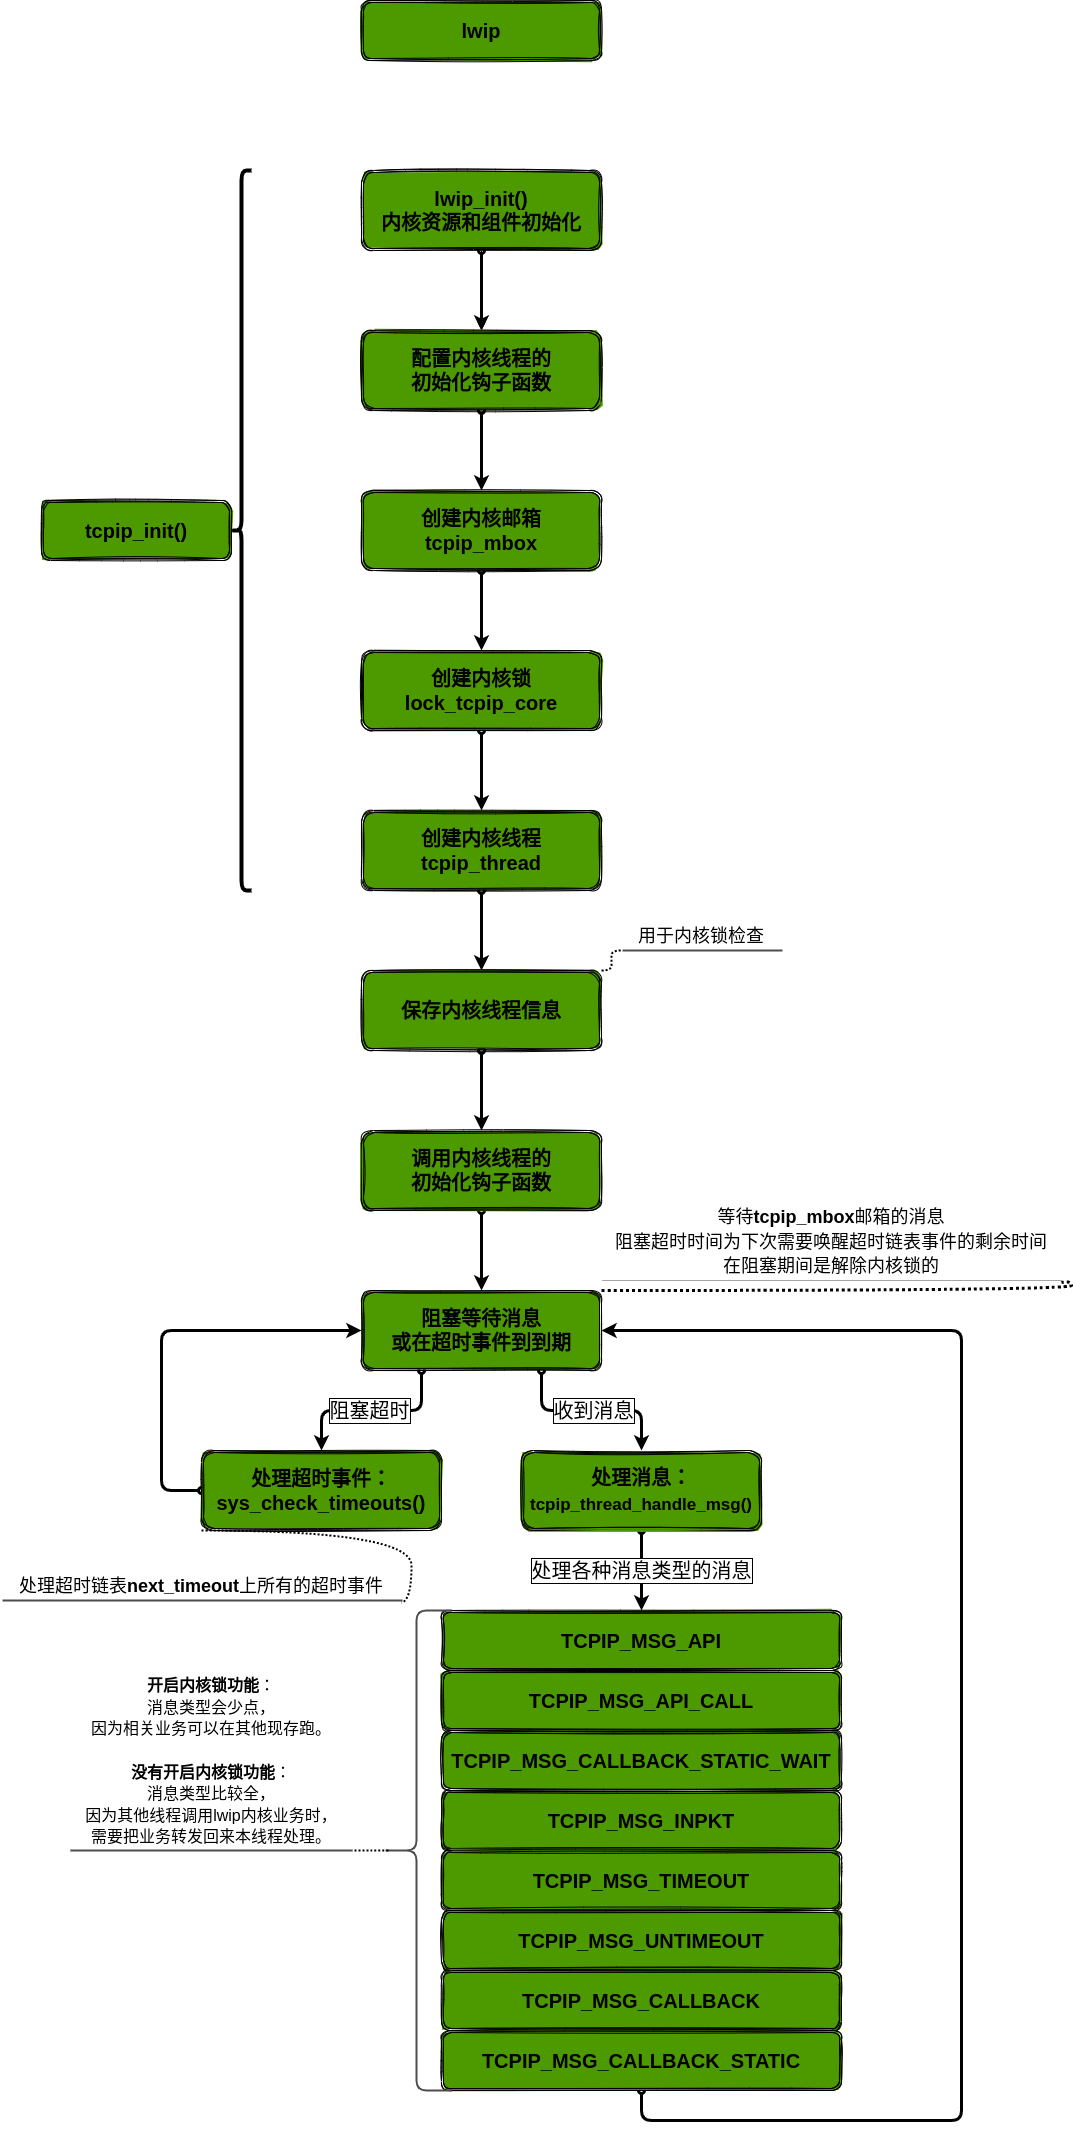 lwip
lwip_init()
内核资源和组件初始化
配置内核线程的
初始化钩子函数
创建内核邮箱
tcpip_mbox
tcpip_init()
创建内核锁
lock_tcpip_core
创建内核线程
tcpip_thread
用于内核锁检查
保存内核线程信息
调用内核线程的
初始化钩子函数
等待tcpip_mbox邮箱的消息
阻塞超时时间为下次需要唤醒超时链表事件的剩余时间
在阻塞期间是解除内核锁的
阻塞等待消息
或在超时事件到到期
阻塞超时
收到消息
处理超时事件：
sys_check_timeouts()
处理消息：
tcpip_thread_handle_msg()
处理各种消息类型的消息
处理超时链表next_timeout上所有的超时事件
TCPIP_MSG_API
TCPIP_MSG_API_CALL
TCPIP_MSG_CALLBACK_STATIC_WAIT
TCPIP_MSG_INPKT
TCPIP_MSG_TIMEOUT
TCPIP_MSG_UNTIMEOUT
TCPIP_MSG_CALLBACK
TCPIP_MSG_CALLBACK_STATIC
开启内核锁功能：
消息类型会少点，
因为相关业务可以在其他现存跑。
没有开启内核锁功能：
消息类型比较全，
因为其他线程调用lwip内核业务时，
需要把业务转发回来本线程处理。